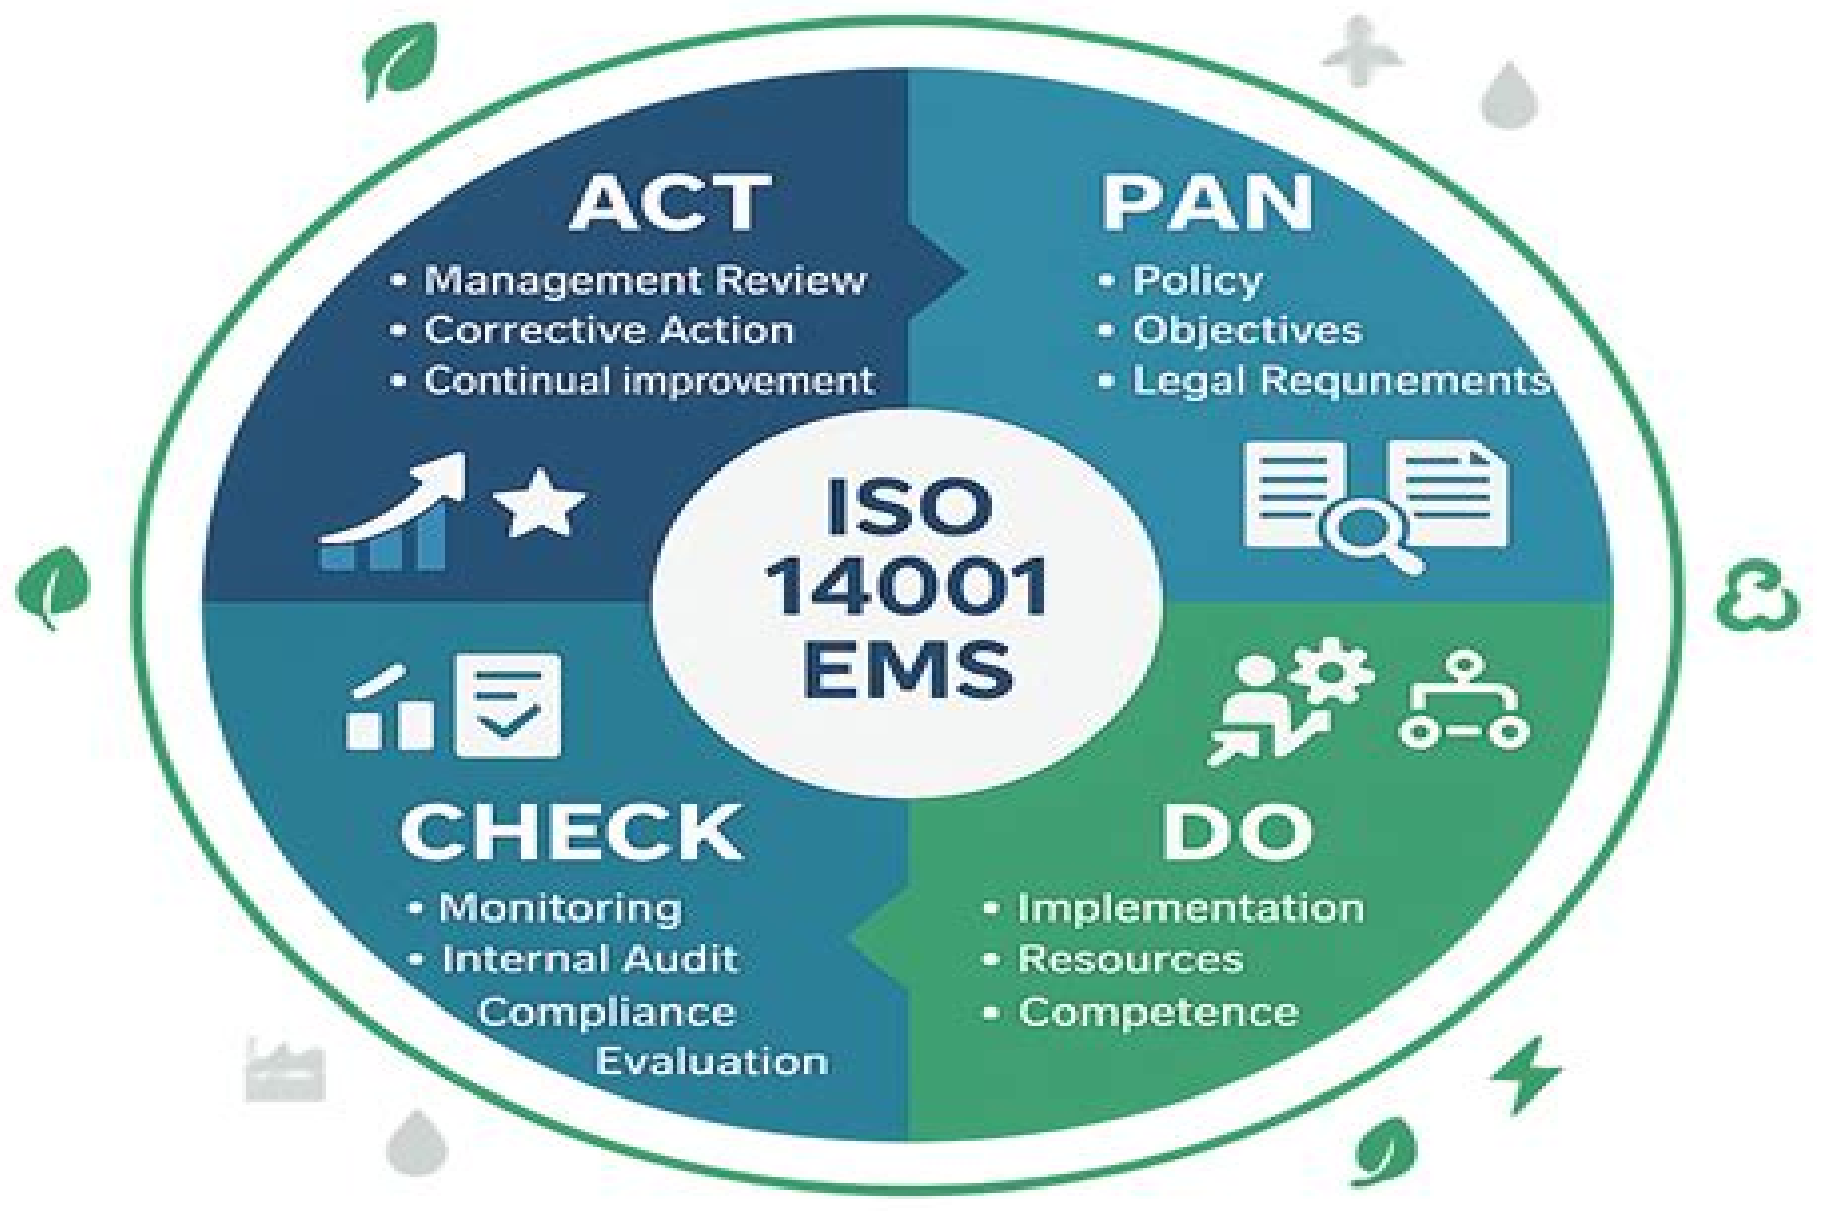 ACT
• Management Review
• Corrective Action
• Continual improvement
PAN
• Policy
• Objectives
• Legal Requnements
ISO
14001
EMS
CHECK
• Monitoring
• Internal Audit
Compliance
Evaluation
DO
• Implementation
• Resources
• Competence